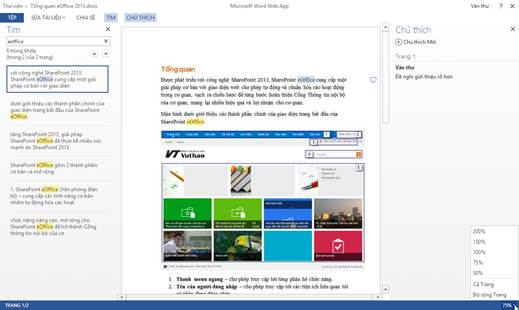 Thư viện ▸ Tổng quan eOffice 2013.docx
Microsoft Word Web App
Văn thư
TỆP
SỬA TÀI LIỆU
CHIA SẺ
TÌM
CHÚ THÍCH
Tìm
eoffice
6 trùng khớp
(trong 2 của 2 trang)
với công nghệ SharePoint 2013,
SharePoint eOffice cung cấp một giải
pháp cơ bản với giao diện
dưới giới thiệu các thành phần chính của
giao diện trang bắt đầu của SharePoint
eOffice.
tảng SharePoint 2013, giải pháp
SharePoint eOffice đã thừa kế nhiều sức
mạnh do SharePoint 2013
SharePoint eOffice gồm 2 thành phần
cơ bản và mở rộng
1. SharePoint eOffice (Văn phòng điện
tử) – cung cấp các tính năng cơ bản
nhằm tự động hóa các hoạt
chức năng nâng cao, mở rộng cho
SharePoint eOffice để trở thành Cổng
thông tin nội bộ của cơ
Tổng quan
Được phát triển với công nghệ SharePoint 2013, SharePoint eOffice cung cấp một
giải pháp cơ bản với giao diện web cho phép tự động và chuẩn hoá các hoạt động
trong cơ quan, vạch ra chiến lược để từng bước hoàn thiện Cổng Thông tin nội bộ
của cơ quan, mang lại nhiều hiệu quả và lợi nhuận cho cơ quan.
Màn hình dưới giới thiệu các thành phần chính của giao diện trang bắt đầu của
SharePoint eOffice.
VT Vuthao
1. Thanh menu ngang – cho phép truy cập tới từng phân hệ chức năng.
2. Tên của người đăng nhập – cho phép truy cập tới các tiện ích liên quan tới
Chú thích
Chú thích Mới
Trang 1
Văn thư
Đã nghị giới thiệu rõ hơn
200%
150%
100%
75%
50%
Cả Trang
Độ rộng Trang
TRANG 1/2
75%